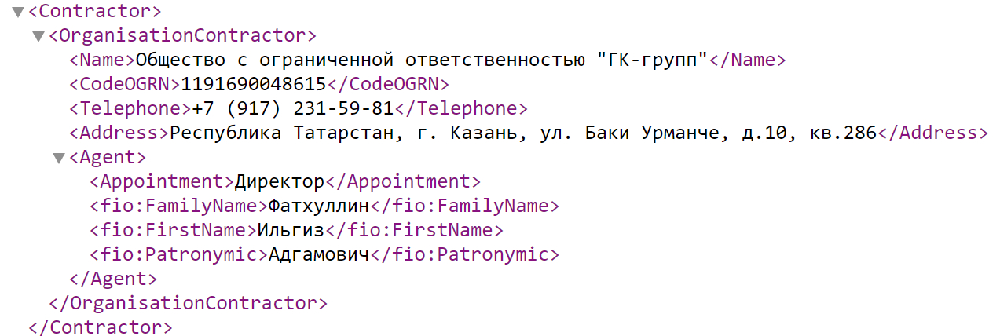 <Contractor>
<OrganisationContractor>
<Name>Общество с ограниченной ответственностью "ГК-групп"</Name>
<CodeOGRN>1191690048615</CodeOGRN>
<Telephone>+7 (917) 231-59-81</Telephone>
<Address>Республика Татарстан, г. Казань, ул. Баки Урманче, д.10, кв.286</Address>
<Agent>
<Appointment>Директор</Appointment>
<fio:FamilyName>Фатхуллин</fio:FamilyName>
<fio:FirstName>Ильгиз</fio:FirstName>
<fio:Patronymic>Адгамович</fio:Patronymic>
</Agent>
</OrganisationContractor>
</Contractor>